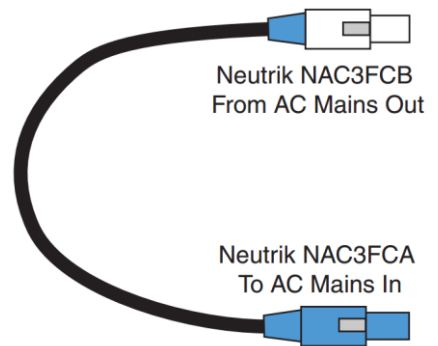 Neutrik NAC3FCB
From AC Mains Out
Neutrik NAC3FCA
To AC Mains In